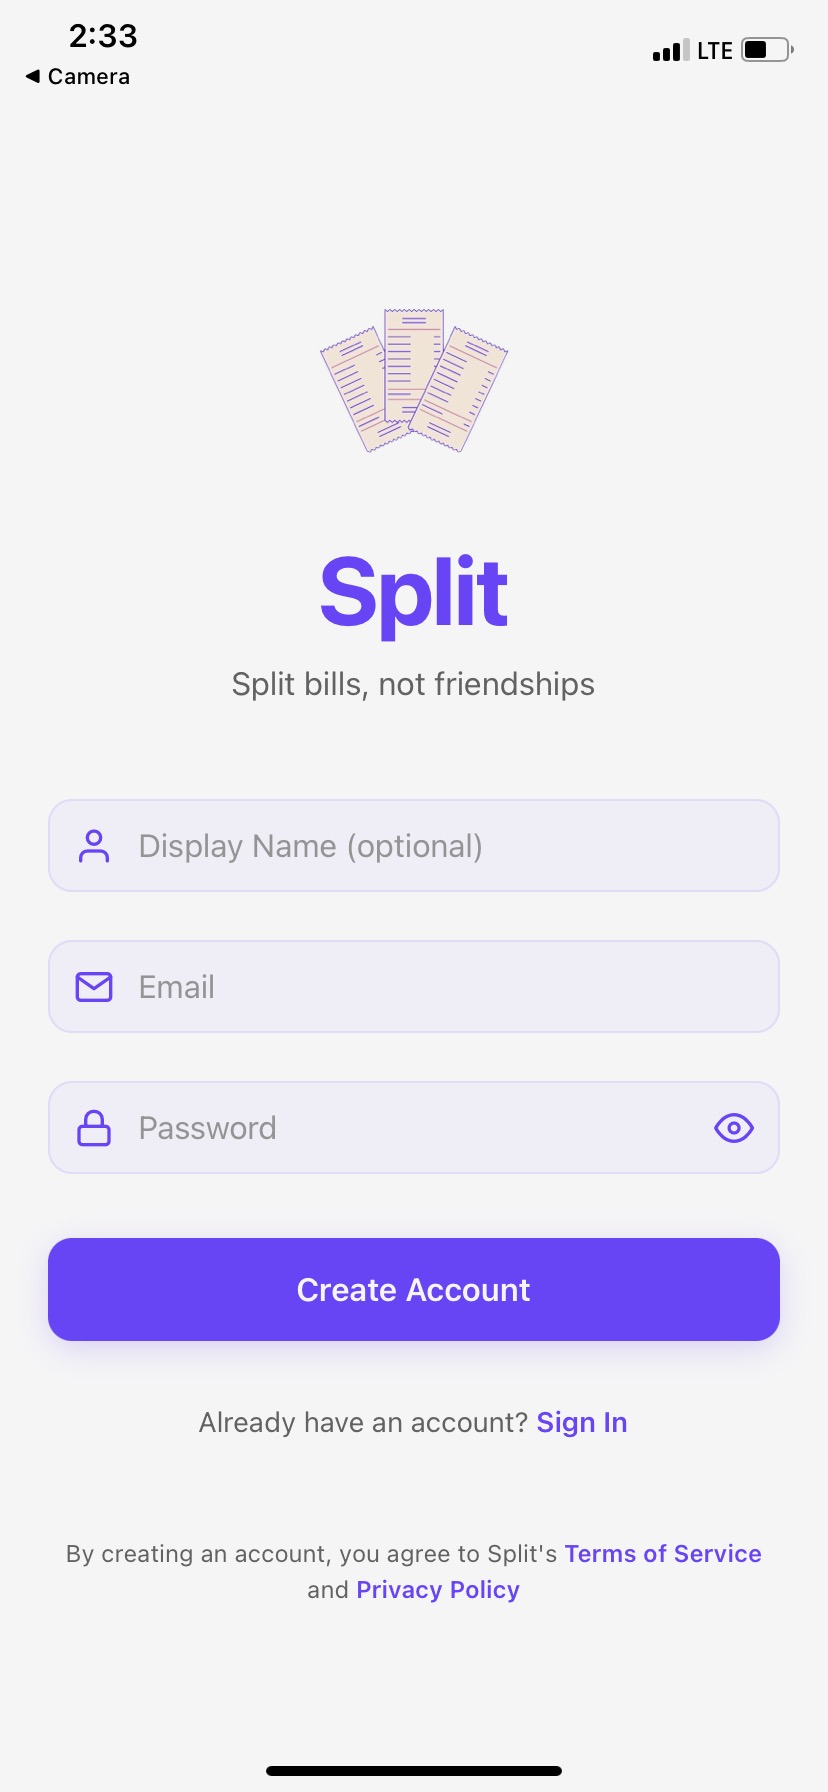 2:33
LTE
Camera
Split
Split bills, not friendships
Display Name (optional)
Email
Password
Create Account
Already have an account? Sign In
By creating an account, you agree to Split's Terms of Service
and Privacy Policy